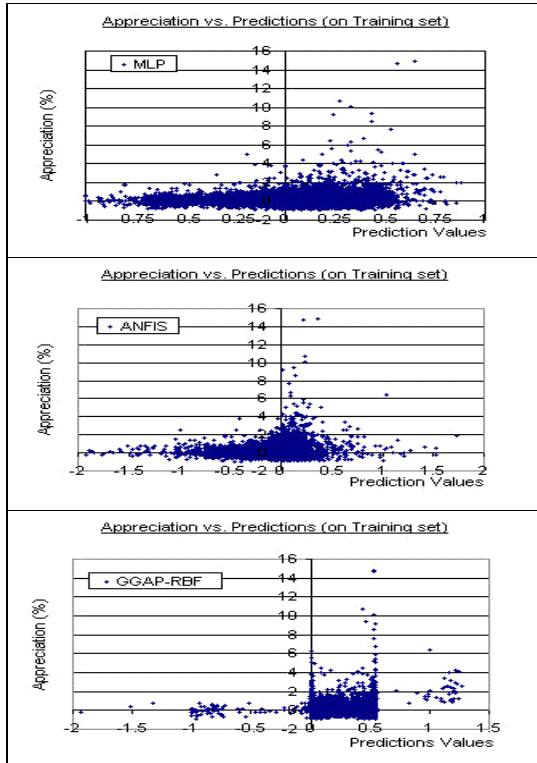 Appreciation vs. Predictions (on Training set)
16
14
12
10
8
6
4
2
0
-2
MLP
Appreciation (%)
-1 0.75 0.5 0.25 0 0.25 0.5 0.75 1
Prediction Values
Appreciation vs. Predictions (on Training set)
16
14
12
10
8
6
4
2
0
-2
ANFIS
Appreciation (%)
-2 -1.5 -1 -0.5 0 0.5 1 1.5 2
Prediction Values
Appreciation vs. Predictions (on Training set)
16
14
12
10
8
6
4
2
0
-2
GGAP-RBF
Appreciation (%)
-2 -1.5 -1 -0.5 0 0.5 1 1.5
Predictions Values